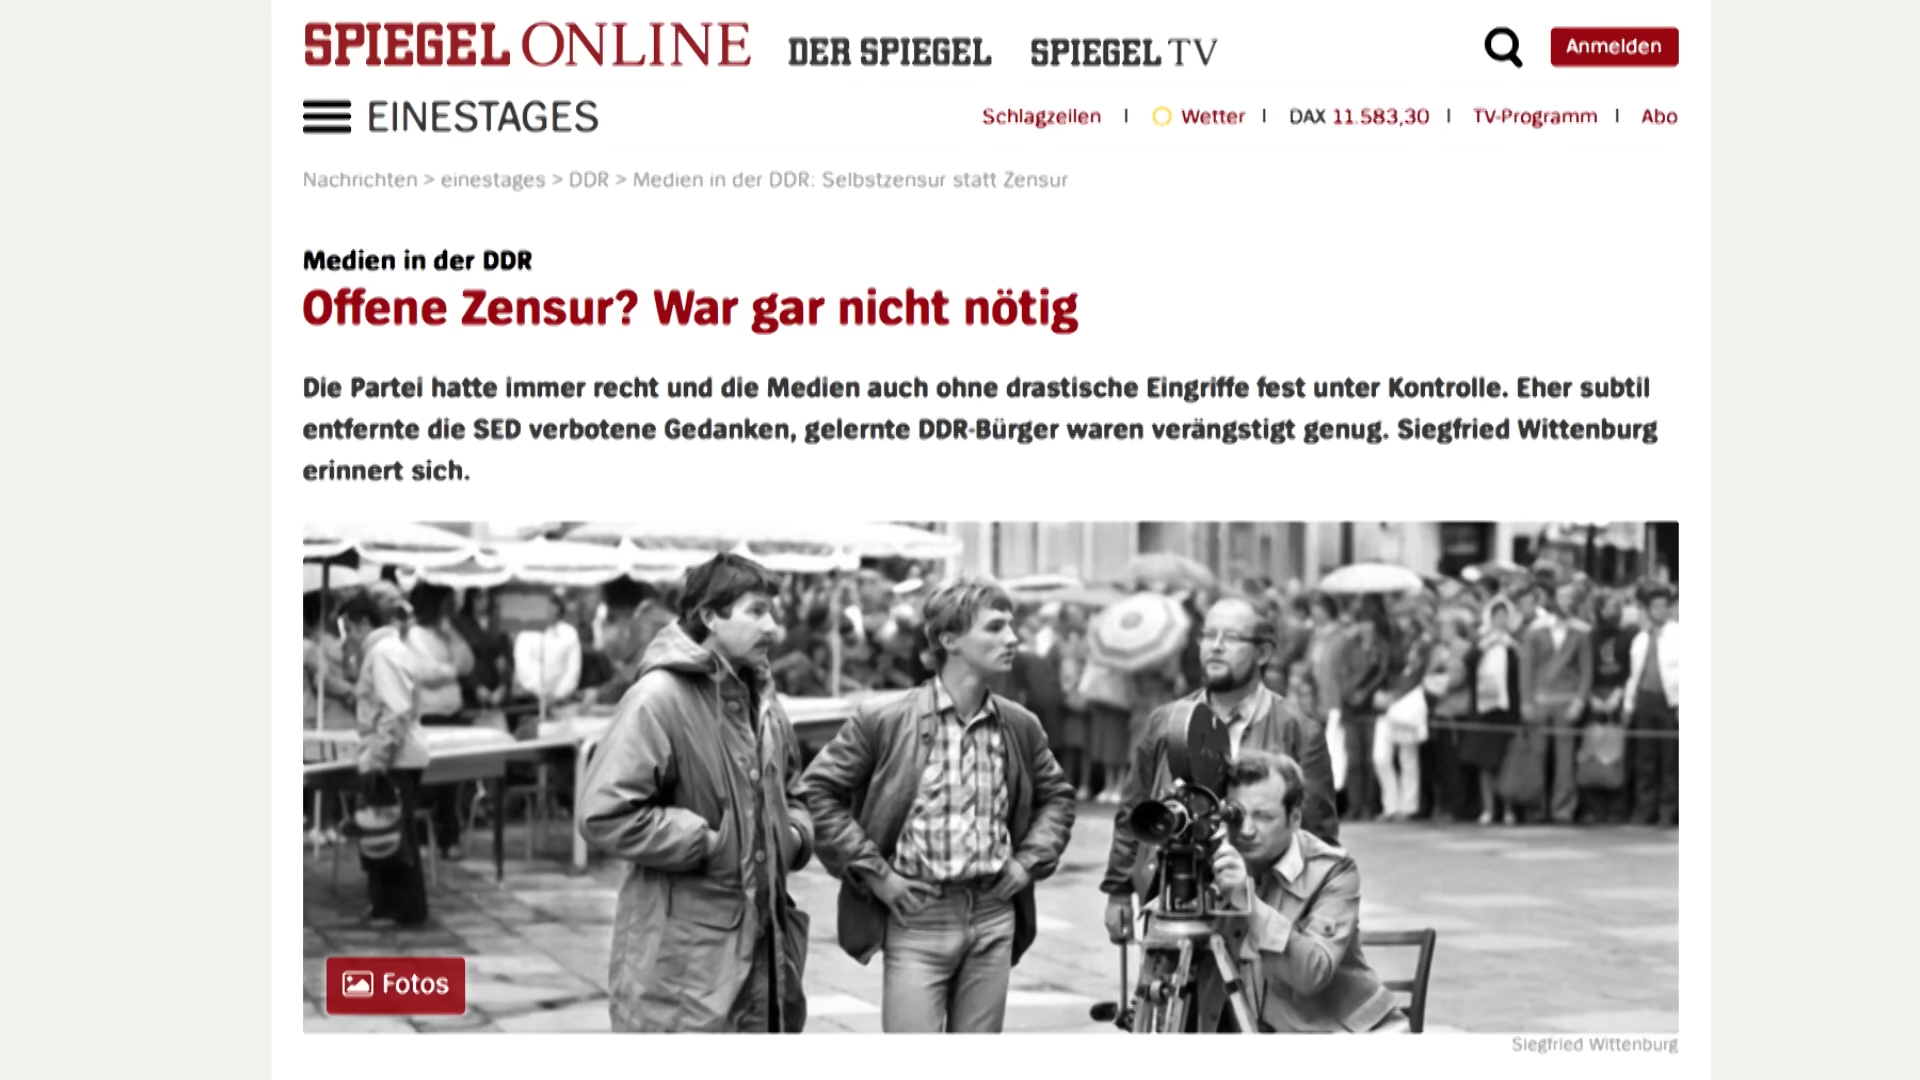 SPIEGEL ONLINE DER SPIEGEL SPIEGEL TV Anmelden
EINESTAGES Schlagzeilen | Wetter | DAX 11.583,30 | TV-Programm | Abo
Nachrichten > einestages > DDR > Medien in der DDR: Selbstzensur statt Zensur
Medien in der DDR
Offene Zensur? War gar nicht nötig
Die Partei hatte immer recht und die Medien auch ohne drastische Eingriffe fest unter Kontrolle. Eher subtil
entfernte die SED verbotene Gedanken, gelernte DDR-Bürger waren verängstigt genug. Siegfried Wittenburg
erinnert sich.
Fotos
Siegfried Wittenburg